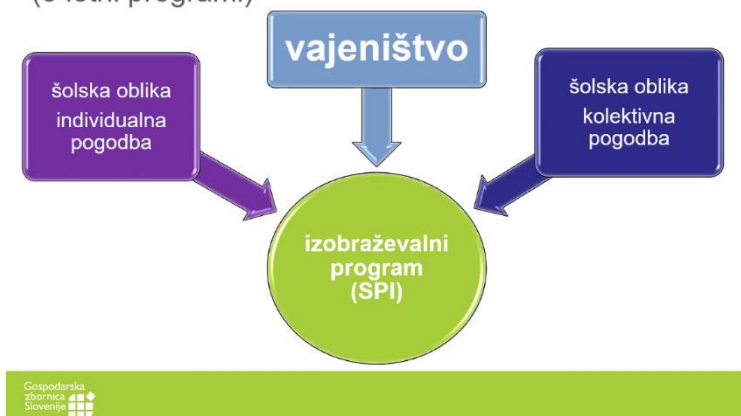 vajeništvo
šolska oblika
individualna
pogodba
šolska oblika
kolektivna
pogodba
izobraževalni
program
(SPI)
Gospodarska
zbornica
Slovenije